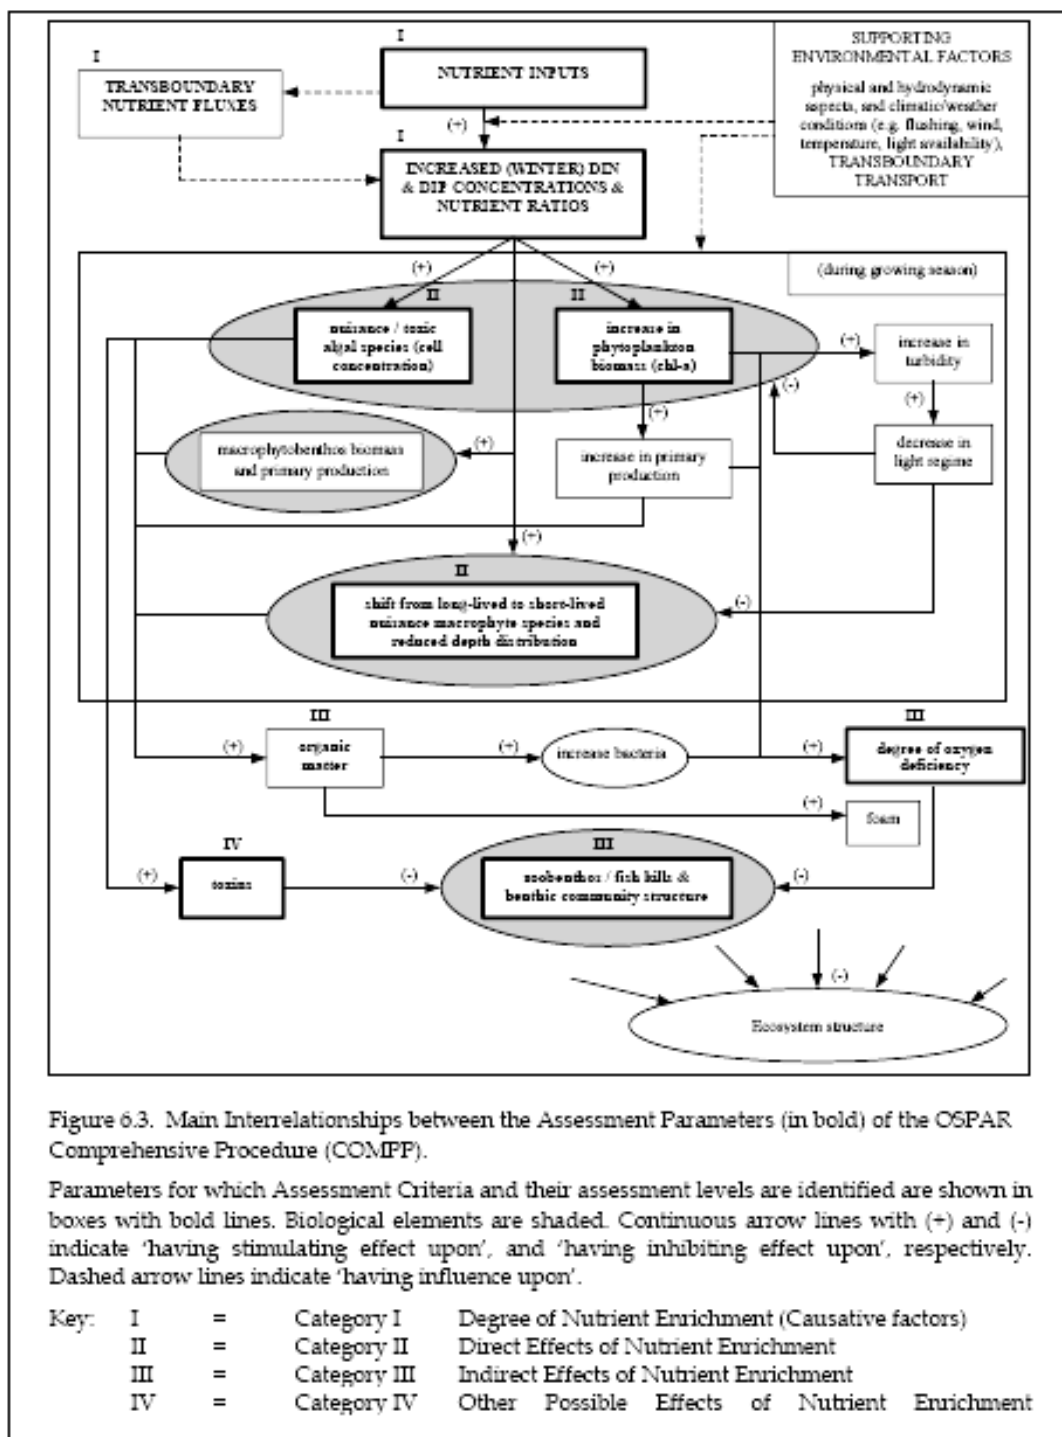 I
I
SUPPORTING
ENVIRONMENTAL FACTORS
physical and hydrodynamic
aspects, and climatic/weather
conditions (e.g. flushing, wind,
temperature, light availability),
TRANSBOUNDARY
TRANSPORT
NUTRIENT INPUTS
TRANSBOUNDARY
NUTRIENT FLUXES
(+)
I
INCREASED (WINTER) DIN
& DIP CONCENTRATIONS &
NUTRIENT RATIOS
(during growing season)
(+)
(+)
II
II
nuisance / toxic
algal species (cell
concentration)
increase in
phytoplankton
biomass (chl-a)
(+)
increase in
turbidity
(-)
(+)
(+)
(+)
macrophytobenthos biomass
and primary production
increase in primary
production
decrease in
light regime
(+)
II
shift from long-lived to short-lived
nuisance macrophyte species and
reduced depth distribution
(-)
III
III
(+)
organic
matter
(+)
increase bacteria
(+)
degree of oxygen
deficiency
(+)
foam
IV
III
(+)
toxins
(-)
zoobenthos / fish kills &
benthic community structure
(-)
(-)
Ecosystem structure
Figure 6.3. Main Interrelationships between the Assessment Parameters (in bold) of the OSPAR
Comprehensive Procedure (COMPP).
Parameters for which Assessment Criteria and their assessment levels are identified are shown in
boxes with bold lines. Biological elements are shaded. Continuous arrow lines with (+) and (-)
indicate ‘having stimulating effect upon’, and ‘having inhibiting effect upon’, respectively.
Dashed arrow lines indicate ‘having influence upon’.
Key: I = Category I Degree of Nutrient Enrichment (Causative factors)
II = Category II Direct Effects of Nutrient Enrichment
III = Category III Indirect Effects of Nutrient Enrichment
IV = Category IV Other Possible Effects of Nutrient Enrichment